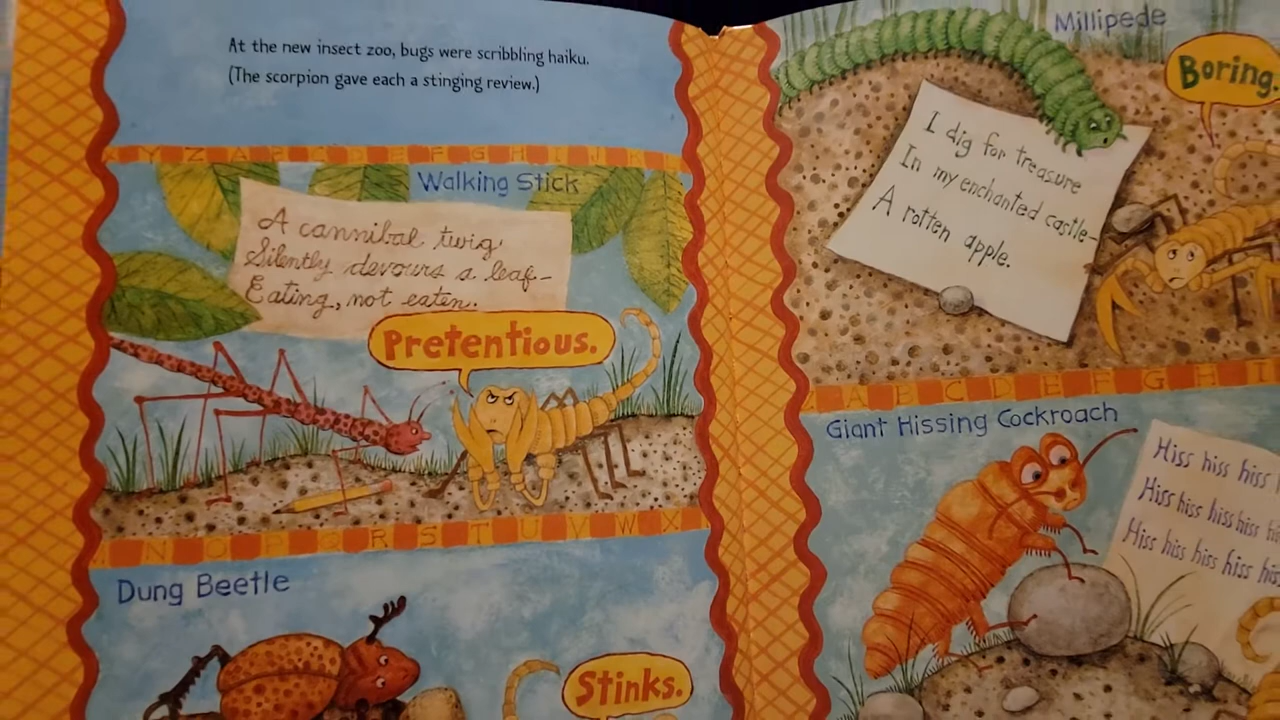 At the new insect zoo, bugs were scribbling haiku.
(The scorpion gave each a stinging review.)
Walking Stick
A cannibal twig
Silently devours a leaf-
Eating, not eaten.
Pretentious.
N O P Q R S T U V W X
Dung Beetle
Stinks.
Millipede
Boring.
I dig for treasure
In my enchanted castle-
A rotten apple.
A B C D E F G H I
Giant Hissing Cockroach
Hiss hiss hiss
Hiss hiss hiss hiss
Hiss hiss hiss hiss